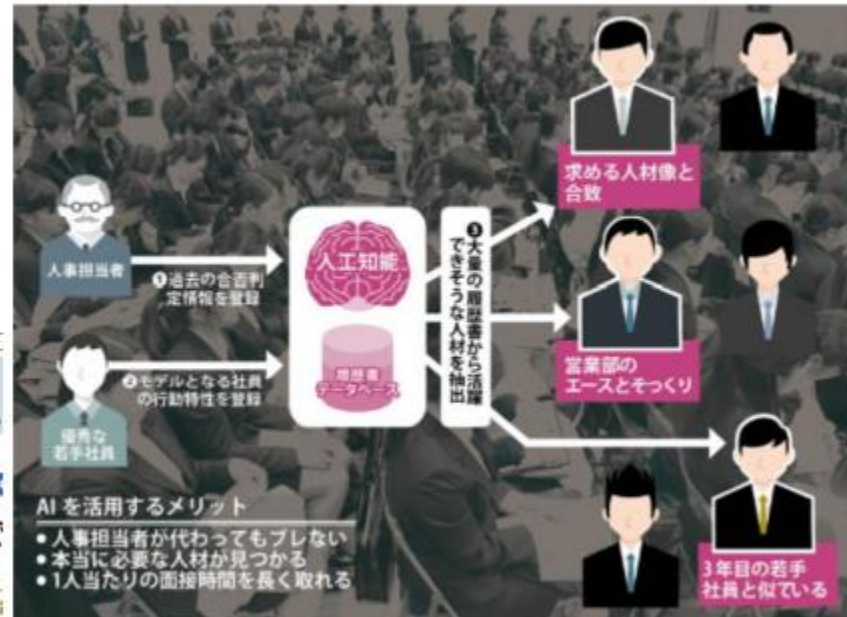 人事担当者
❶過去の合否判
定情報を登録
優秀な
若手社員
❷モデルとなる社員
の行動特性を登録
人工知能
履歴書
データベース
❸大量の履歴書から活躍
できそうな人材を抽出
求める人材像と
合致
営業部の
エースとそっくり
3年目の若手
社員と似ている
AIを活用するメリット
● 人事担当者が代わってもブレない
● 本当に必要な人材が見つかる
● 1人当たりの面接時間を長く取れる